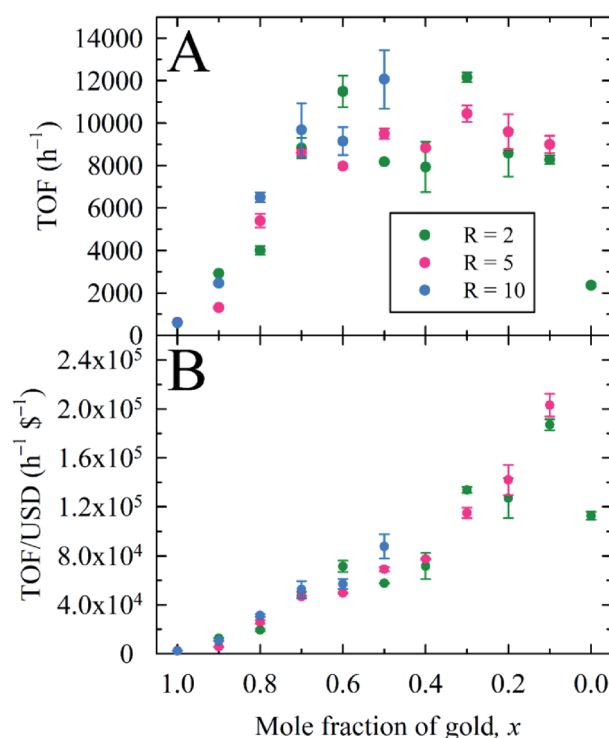 A
TOF (h⁻¹)
14000
12000
10000
8000
6000
4000
2000
0
R = 2
R = 5
R = 10
B
TOF/USD (h⁻¹ $⁻¹)
2.4x10⁵
2.0x10⁵
1.6x10⁵
1.2x10⁵
8.0x10⁴
4.0x10⁴
0
1.0 0.8 0.6 0.4 0.2 0.0
Mole fraction of gold, x